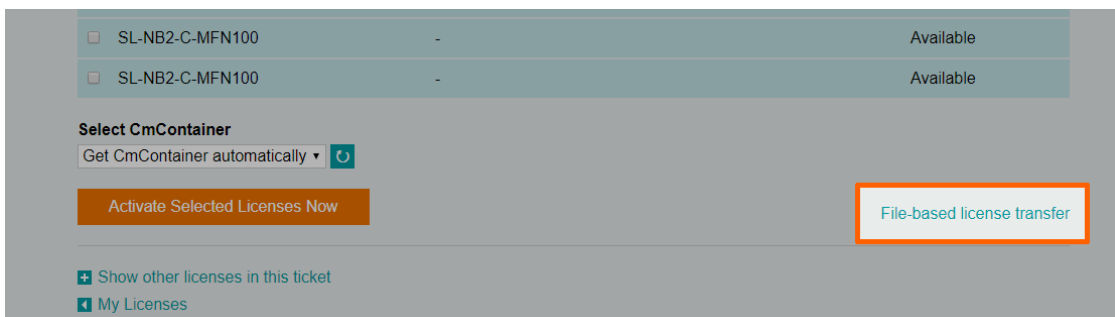 SL-NB2-C-MFN100 - Available
SL-NB2-C-MFN100 - Available
Select CmContainer
Get CmContainer automatically
Activate Selected Licenses Now
File-based license transfer
Show other licenses in this ticket
My Licenses